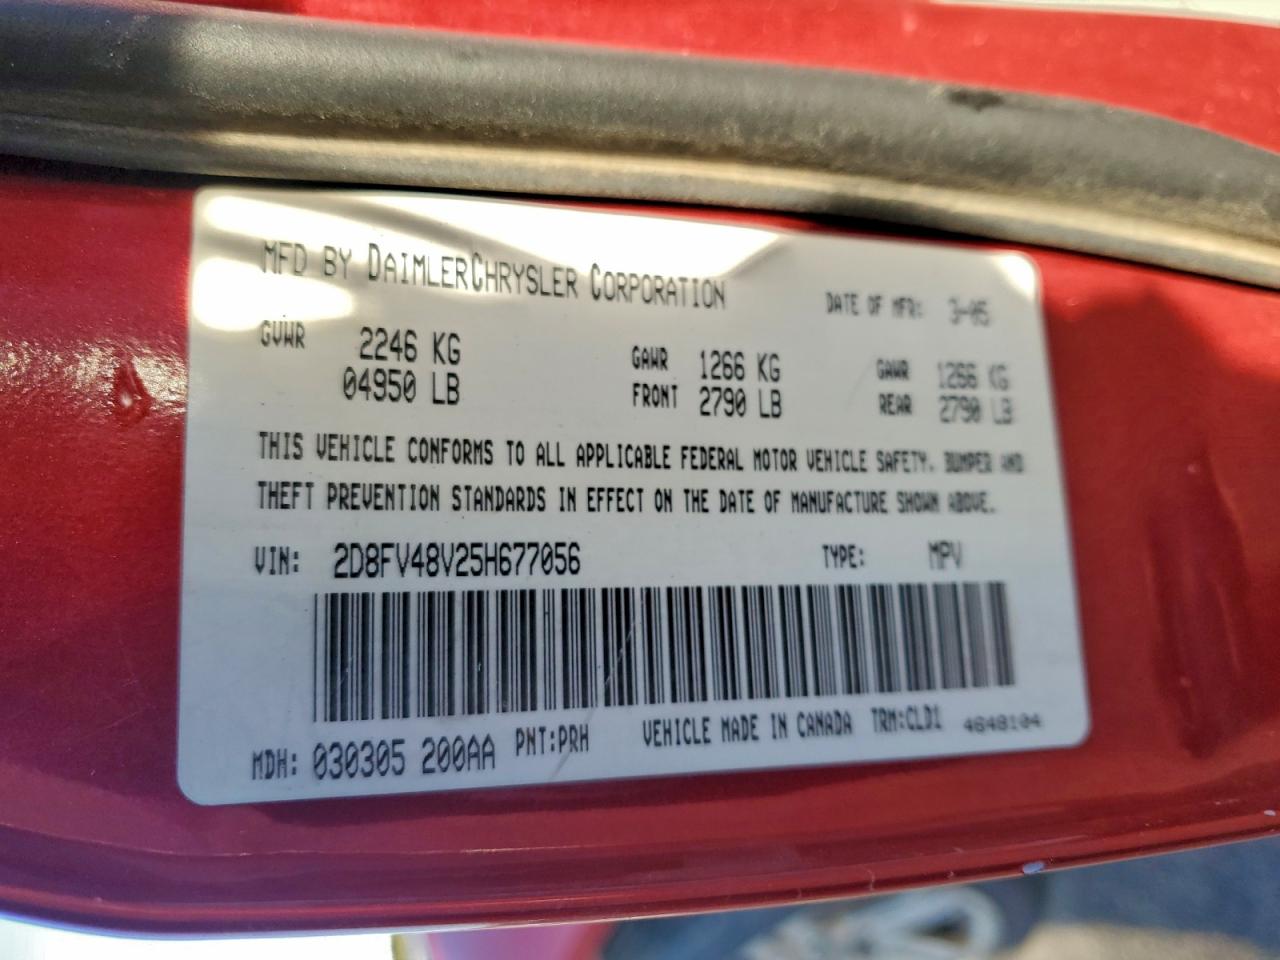 MFD BY DAIMLERCHRYSLER CORPORATION DATE OF MFR: 3-05
GVWR 2246 KG GAWR 1266 KG GAWR 1266 KG
04950 LB FRONT 2790 LB REAR 2790 LB
THIS VEHICLE CONFORMS TO ALL APPLICABLE FEDERAL MOTOR VEHICLE SAFETY, BUMPER AND
THEFT PREVENTION STANDARDS IN EFFECT ON THE DATE OF MANUFACTURE SHOWN ABOVE.
VIN: 2D8FV48V25H677056 TYPE: MPV
MDH: 030305 200AA PNT:PRH VEHICLE MADE IN CANADA TRM:CLD1 4648104